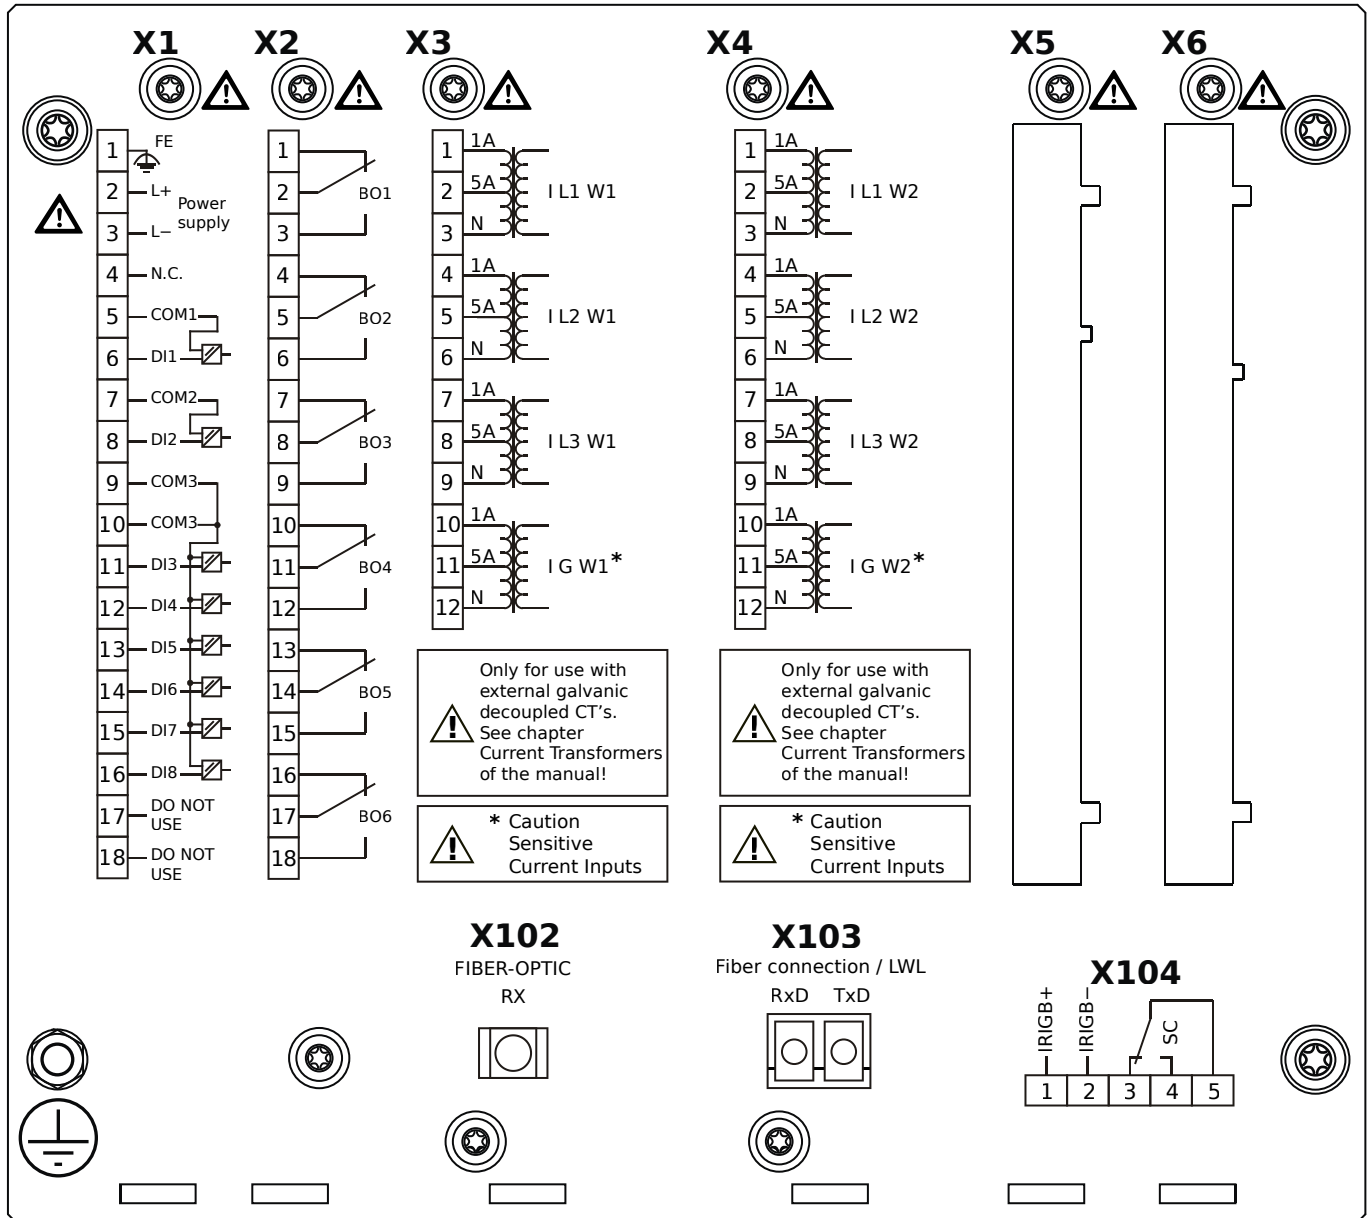 X1
X2
X3
X4
X5
X6
1
FE
2
L+
Power
supply
3
L−
4
N.C.
5
COM1
6
DI1
7
COM2
8
DI2
9
COM3
10
COM3
11
DI3
12
DI4
13
DI5
14
DI6
15
DI7
16
DI8
17
DO NOT
USE
18
DO NOT
USE
1
2
BO1
3
4
5
BO2
6
7
8
BO3
9
10
11
BO4
12
13
14
BO5
15
16
17
BO6
18
1
1A
2
5A
I L1 W1
3
N
4
1A
5
5A
I L2 W1
6
N
7
1A
8
5A
I L3 W1
9
N
10
1A
11
5A
I G W1*
12
N
Only for use with
external galvanic
decoupled CT's.
See chapter
Current Transformers
of the manual!
* Caution
Sensitive
Current Inputs
1
1A
2
5A
I L1 W2
3
N
4
1A
5
5A
I L2 W2
6
N
7
1A
8
5A
I L3 W2
9
N
10
1A
11
5A
I G W2*
12
N
Only for use with
external galvanic
decoupled CT's.
See chapter
Current Transformers
of the manual!
* Caution
Sensitive
Current Inputs
X102
FIBER-OPTIC
RX
X103
Fiber connection / LWL
RxD TxD
X104
IRIGB+
IRIGB−
SC
1 2 3 4 5